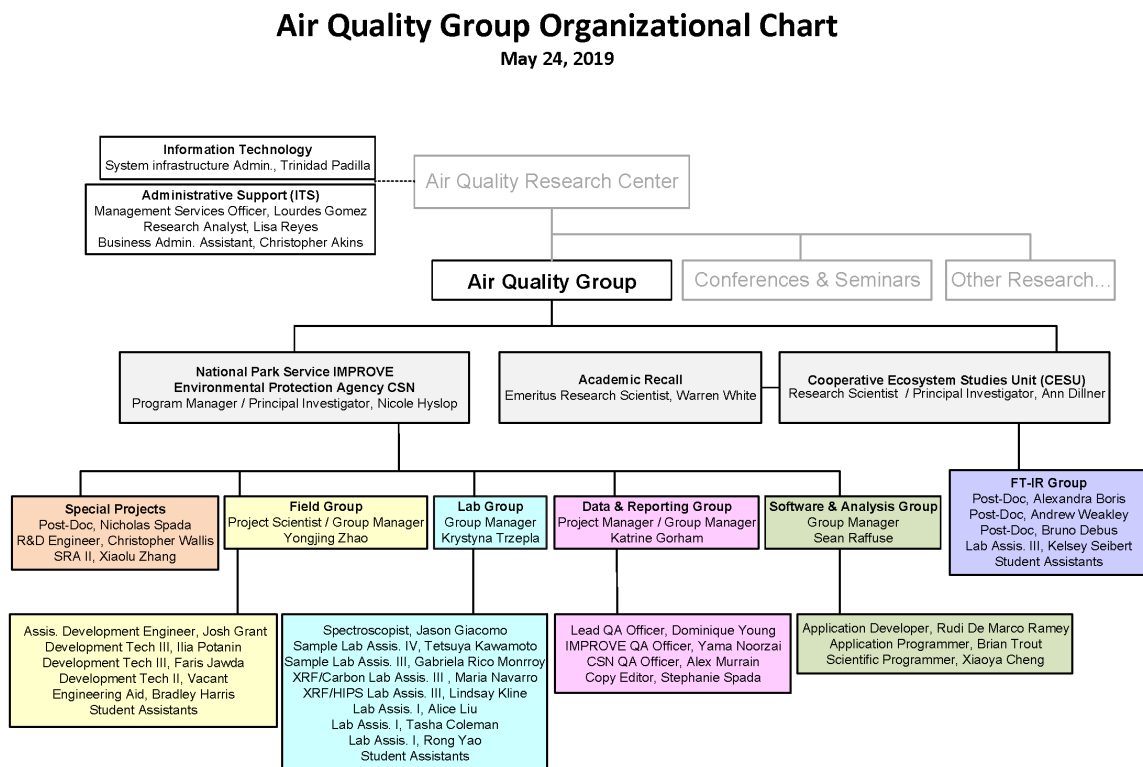 Air Quality Group Organizational Chart
May 24, 2019
Information Technology
System infrastructure Admin., Trinidad Padilla
Administrative Support (ITS)
Management Services Officer, Lourdes Gomez
Research Analyst, Lisa Reyes
Business Admin. Assistant, Christopher Akins
Air Quality Research Center
Air Quality Group
Conferences & Seminars
Other Research...
National Park Service IMPROVE
Environmental Protection Agency CSN
Program Manager / Principal Investigator, Nicole Hyslop
Academic Recall
Emeritus Research Scientist, Warren White
Cooperative Ecosystem Studies Unit (CESU)
Research Scientist / Principal Investigator, Ann Dillner
Special Projects
Post-Doc, Nicholas Spada
R&D Engineer, Christopher Wallis
SRA II, Xiaolu Zhang
Field Group
Project Scientist / Group Manager
Yongjing Zhao
Lab Group
Group Manager
Krystyna Trzepla
Data & Reporting Group
Project Manager / Group Manager
Katrine Gorham
Software & Analysis Group
Group Manager
Sean Raffuse
FT-IR Group
Post-Doc, Alexandra Boris
Post-Doc, Andrew Weakley
Post-Doc, Bruno Debus
Lab Assis. III, Kelsey Seibert
Student Assistants
Assis. Development Engineer, Josh Grant
Development Tech III, Ilia Potanin
Development Tech III, Faris Jawda
Development Tech II, Vacant
Engineering Aid, Bradley Harris
Student Assistants
Spectroscopist, Jason Giacomo
Sample Lab Assis. IV, Tetsuya Kawamoto
Sample Lab Assis. III, Gabriela Rico Monrroy
XRF/Carbon Lab Assis. III , Maria Navarro
XRF/HIPS Lab Assis. III, Lindsay Kline
Lab Assis. I, Alice Liu
Lab Assis. I, Tasha Coleman
Lab Assis. I, Rong Yao
Student Assistants
Lead QA Officer, Dominique Young
IMPROVE QA Officer, Yama Noorzai
CSN QA Officer, Alex Murrain
Copy Editor, Stephanie Spada
Application Developer, Rudi De Marco Ramey
Application Programmer, Brian Trout
Scientific Programmer, Xiaoya Cheng